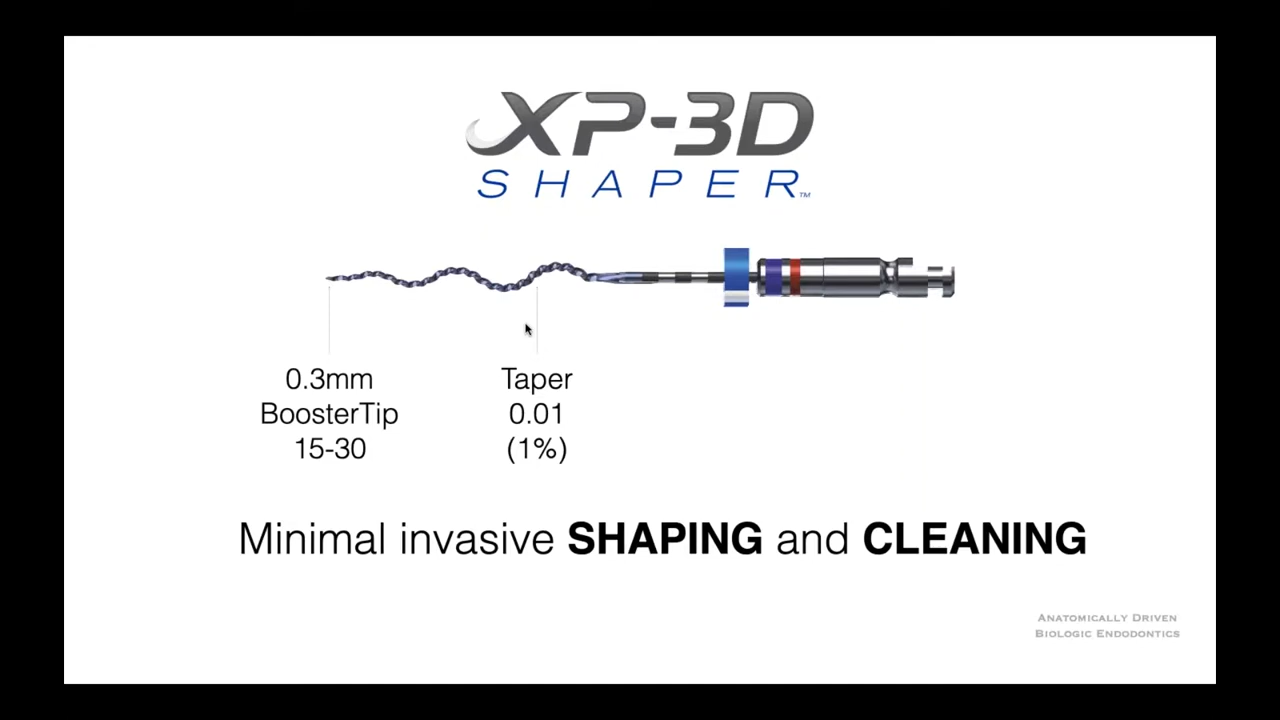 XP-3D
SHAPER™
0.3mm
BoosterTip
15-30
Taper
0.01
(1%)
Minimal invasive SHAPING and CLEANING
ANATOMICALLY DRIVEN
BIOLOGIC ENDODONTICS